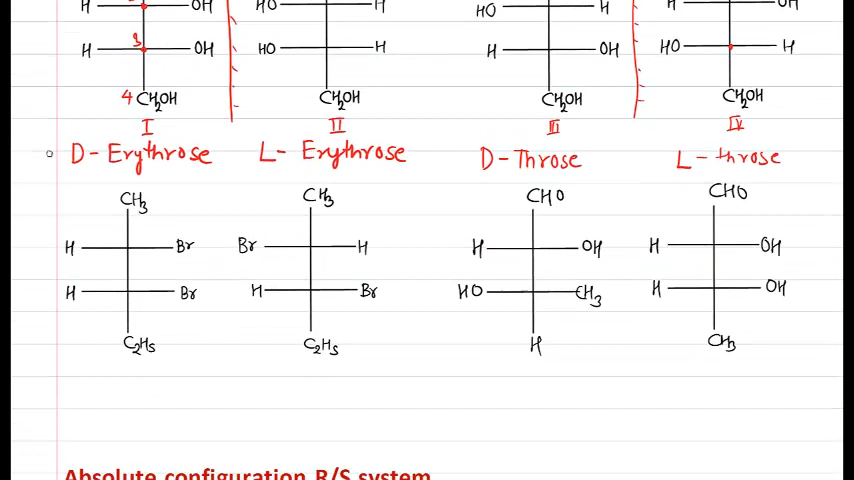 H OH HO H HO H H OH
H 3 OH HO H H OH HO H
4 CH2OH CH2OH CH2OH CH2OH
I II III IV
D- Erythrose L- Erythrose D- Throse L- throse
CH3 CH3 CHO CHO
H Br Br H H OH H OH
H Br H Br HO CH3 H OH
C2H5 C2H5 H CH3
Absolute configuration R/S system